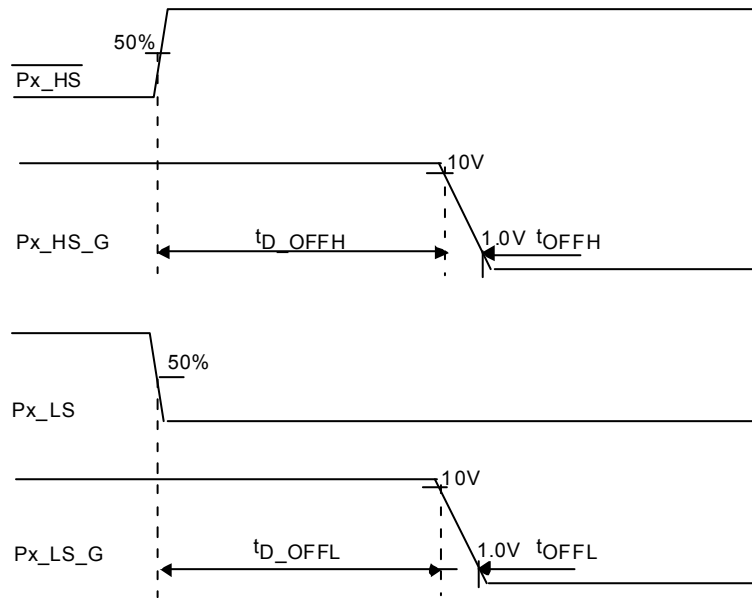 50%
Px_HS
10V
Px_HS_G
tD_OFFH
1.0V
tOFFH
50%
Px_LS
10V
Px_LS_G
tD_OFFL
1.0V
tOFFL